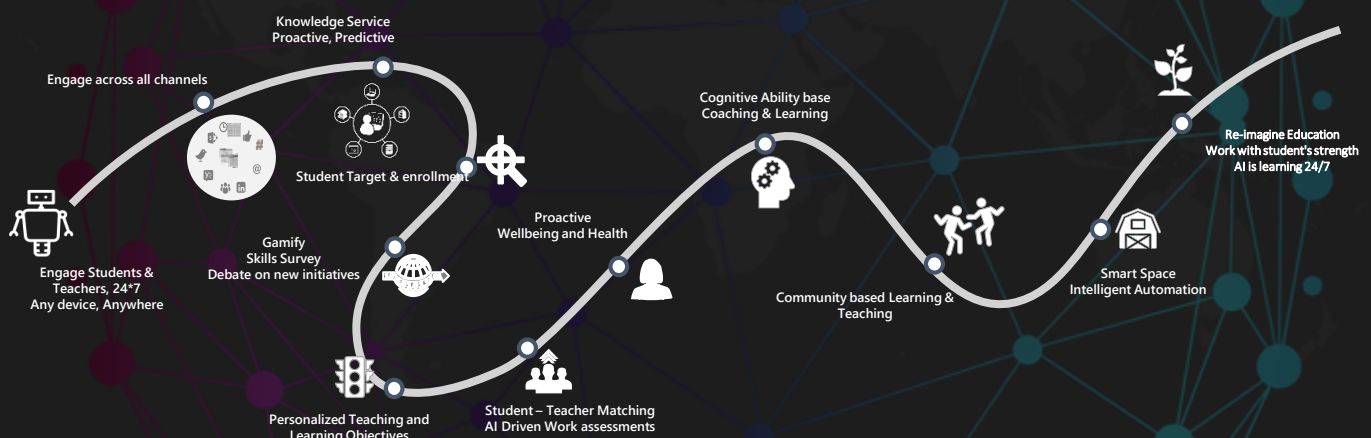 Knowledge Service
Proactive, Predictive
Engage across all channels
Student Target & enrollment
Engage Students &
Teachers, 24*7
Any device, Anywhere
Gamify
Skills Survey
Debate on new initiatives
Personalized Teaching and
Learning Objectives
Student – Teacher Matching
AI Driven Work assessments
Proactive
Wellbeing and Health
Cognitive Ability base
Coaching & Learning
Community based Learning &
Teaching
Smart Space
Intelligent Automation
Re-imagine Education
Work with student's strength
AI is learning 24/7